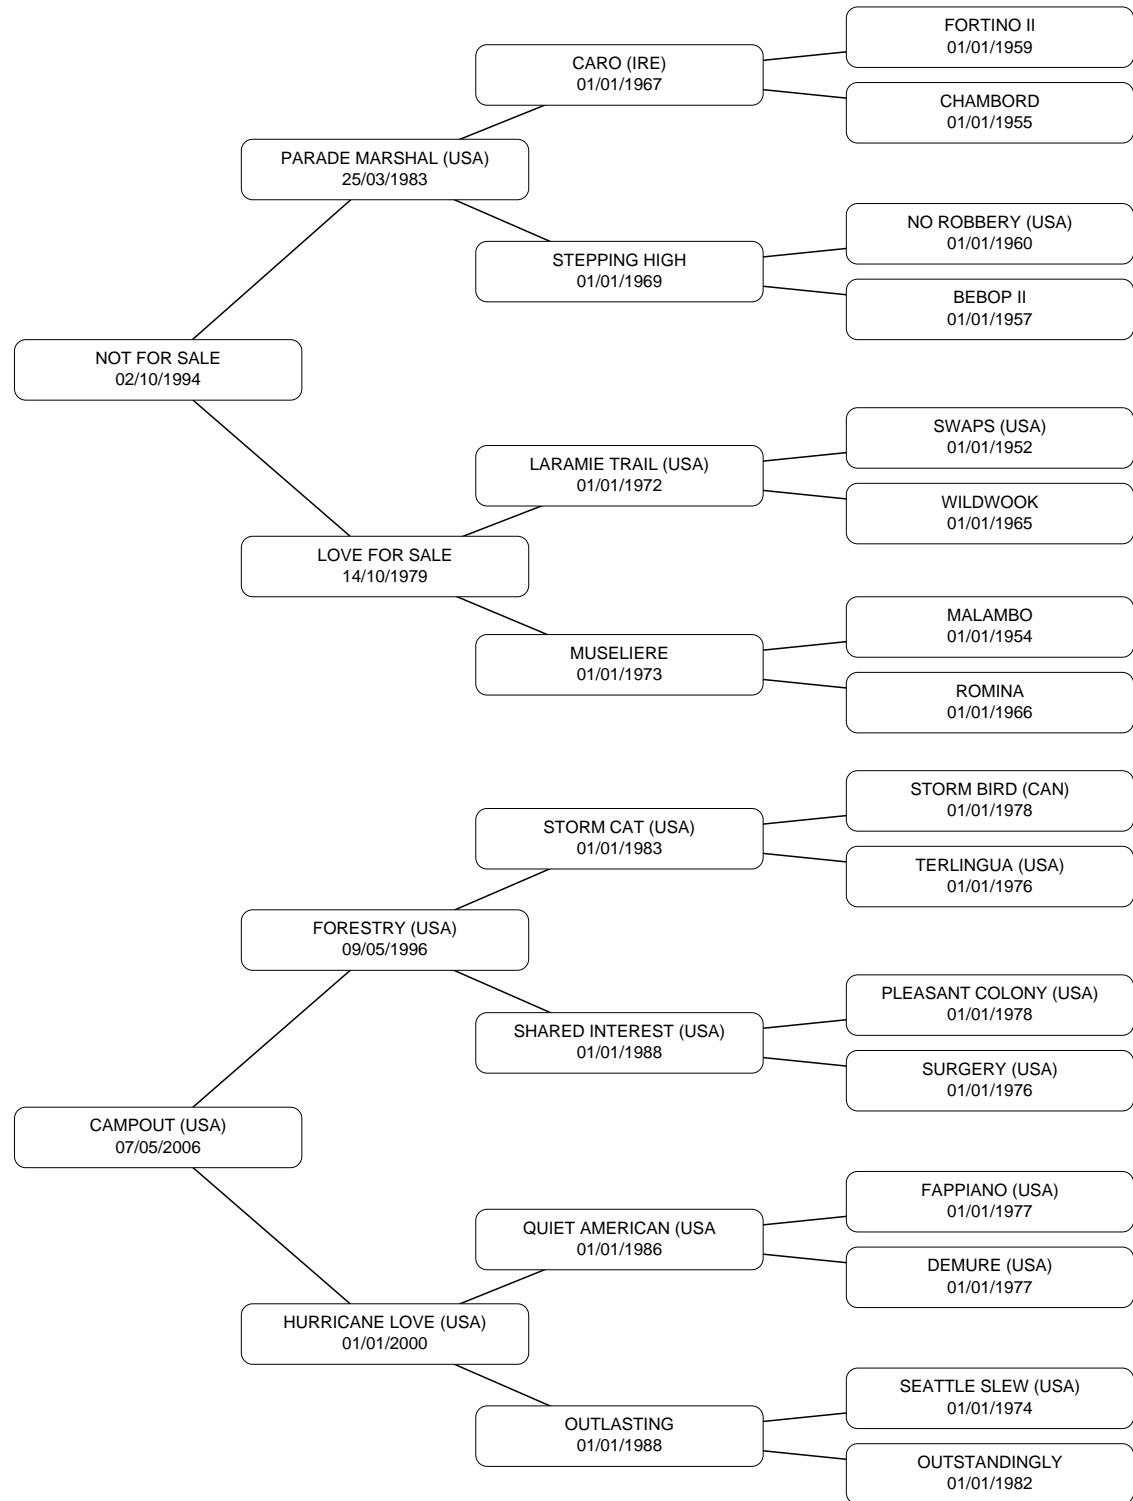 FORTINO II
01/01/1959
CARO (IRE)
01/01/1967
CHAMBORD
01/01/1955
PARADE MARSHAL (USA)
25/03/1983
NO ROBBERY (USA)
01/01/1960
STEPPING HIGH
01/01/1969
BEBOP II
01/01/1957
NOT FOR SALE
02/10/1994
SWAPS (USA)
01/01/1952
LARAMIE TRAIL (USA)
01/01/1972
WILDWOOK
01/01/1965
LOVE FOR SALE
14/10/1979
MALAMBO
01/01/1954
MUSELIERE
01/01/1973
ROMINA
01/01/1966
STORM BIRD (CAN)
01/01/1978
STORM CAT (USA)
01/01/1983
TERLINGUA (USA)
01/01/1976
FORESTRY (USA)
09/05/1996
PLEASANT COLONY (USA)
01/01/1978
SHARED INTEREST (USA)
01/01/1988
SURGERY (USA)
01/01/1976
CAMPOUT (USA)
07/05/2006
FAPPIANO (USA)
01/01/1977
QUIET AMERICAN (USA
01/01/1986
DEMURE (USA)
01/01/1977
HURRICANE LOVE (USA)
01/01/2000
SEATTLE SLEW (USA)
01/01/1974
OUTLASTING
01/01/1988
OUTSTANDINGLY
01/01/1982